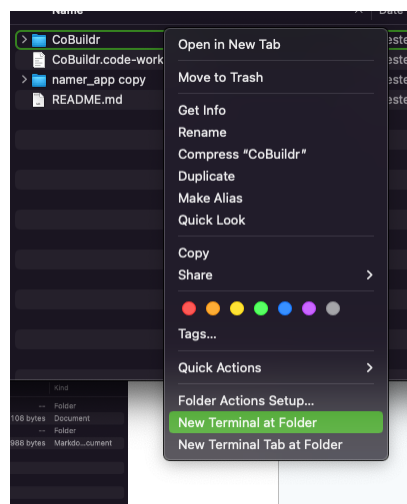 Name
CoBuildr
CoBuildr.code-work
namer_app copy
README.md
Open in New Tab
Move to Trash
Get Info
Rename
Compress “CoBuildr”
Duplicate
Make Alias
Quick Look
Copy
Share
Tags...
Quick Actions
Folder Actions Setup...
New Terminal at Folder
New Terminal Tab at Folder
Kind
-- Folder
108 bytes Document
-- Folder
988 bytes Markdo...cument